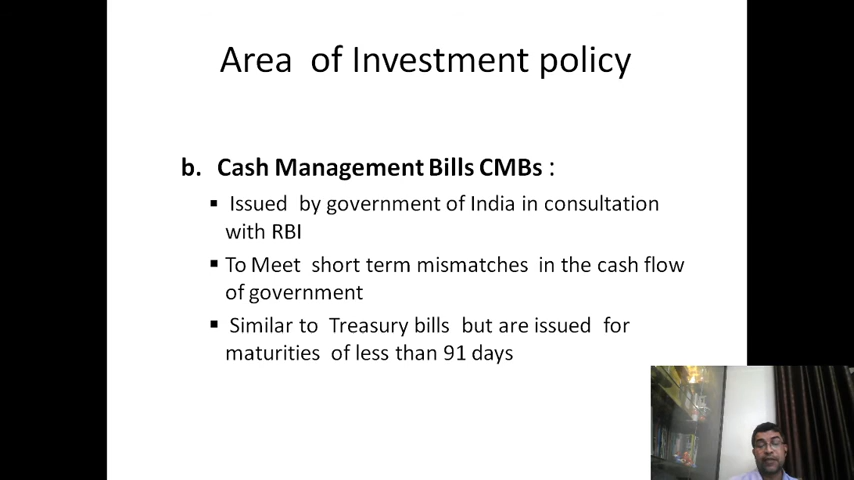 Area of Investment policy
b. Cash Management Bills CMBs :
▪ Issued by government of India in consultation
with RBI
▪ To Meet short term mismatches in the cash flow
of government
▪ Similar to Treasury bills but are issued for
maturities of less than 91 days